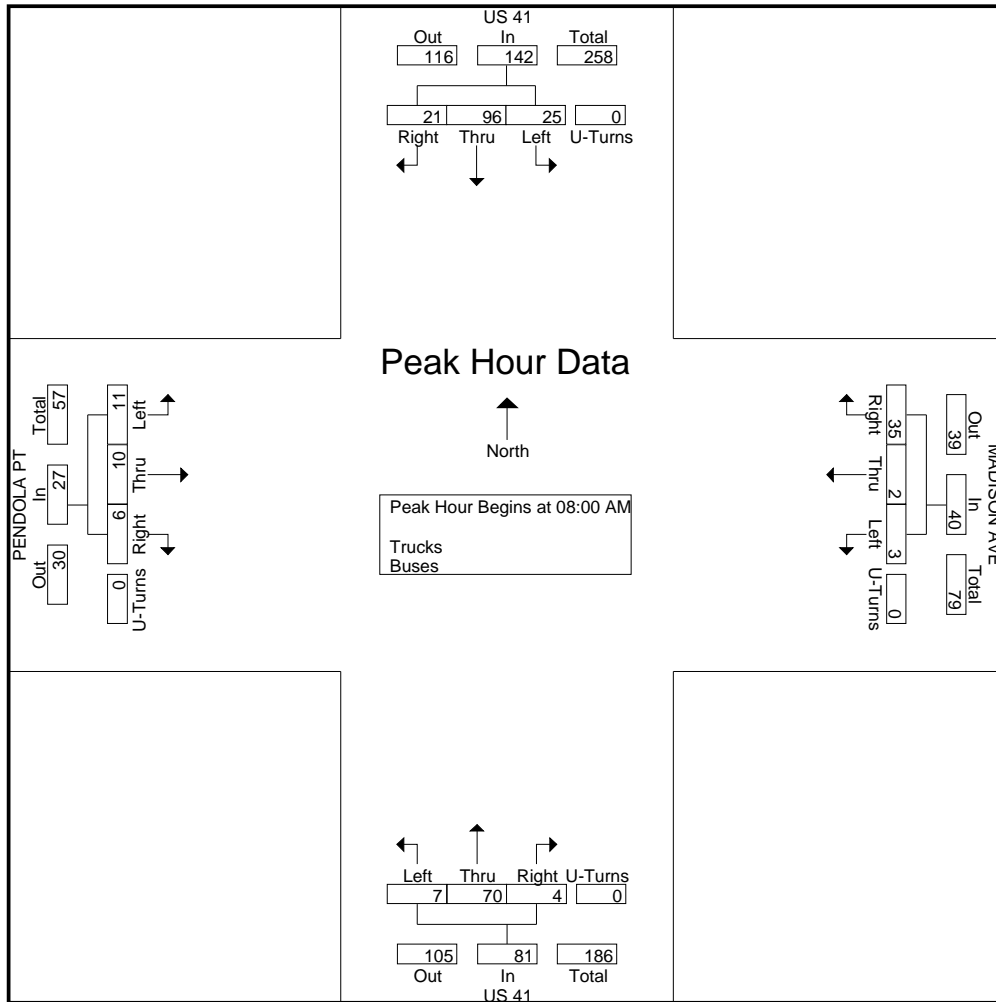 US 41
Out In Total
116 142 258
21 96 25 0
Right Thru Left U-Turns
Peak Hour Data
North
Peak Hour Begins at 08:00 AM
Trucks
Buses
PENDOLA PT
Total In Out
57 27 30
11 10 6 0
Left Thru Right U-Turns
MADISON AVE
Out In Total
39 40 79
35 2 3 0
Right Thru Left U-Turns
Left Thru Right U-Turns
7 70 4 0
105 81 186
Out In Total
US 41